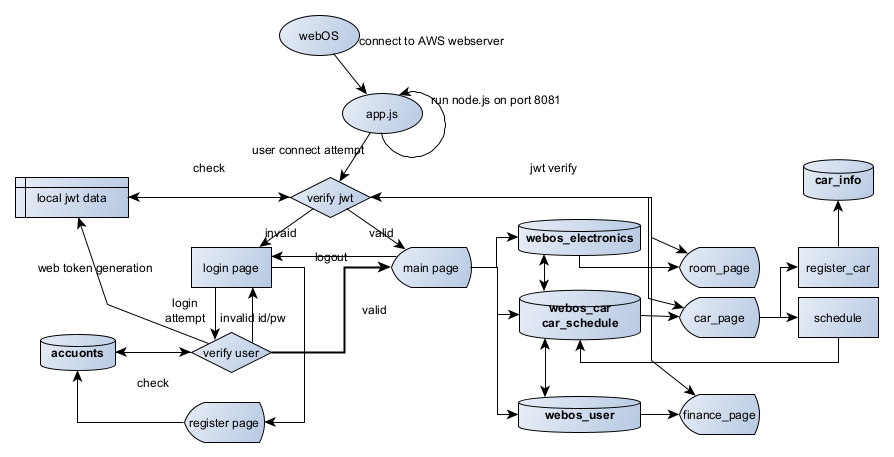 webOS
connect to AWS webserver
run node.js on port 8081
app.js
user connect attempt
check
jwt verify
car_info
local jwt data
verify jwt
invaid
valid
webos_electronics
logout
web token generation
login page
main page
room_page
register_car
login
attempt
invalid id/pw
valid
webos_car
car_schedule
car_page
schedule
accuonts
verify user
check
register page
webos_user
finance_page